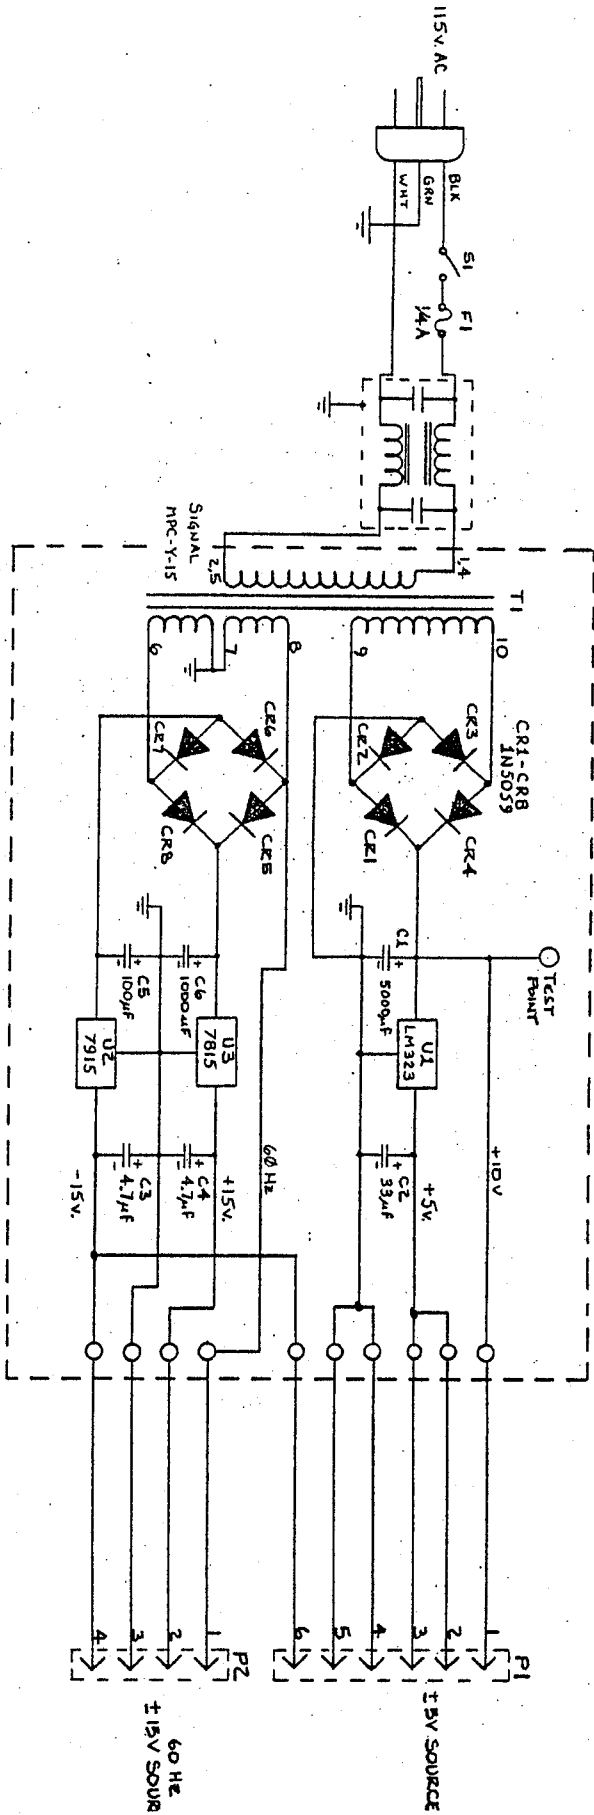 115V. AC
BLK
GRN
WHT
S1
F1
1/4A
SIGNAL
MPC-Y-15
1,4
2,5
T1
10
9
8
7
6
CR1-CR8
1N5059
CR3
CR4
CR2
CR1
CR6
CR5
CR7
CR8
TEST
POINT
C1
5000µF
U1
LM323
C2
33µF
+10V
+5V.
C6
1000µF
C5
100µF
U3
7815
U2
7915
C4
4.7µF
C3
4.7µF
60 Hz
+15V.
-15V.
P1
1
2
3
4
5
6
±5V SOURCE
P2
1
2
3
4
60 Hz
±15V SOUR